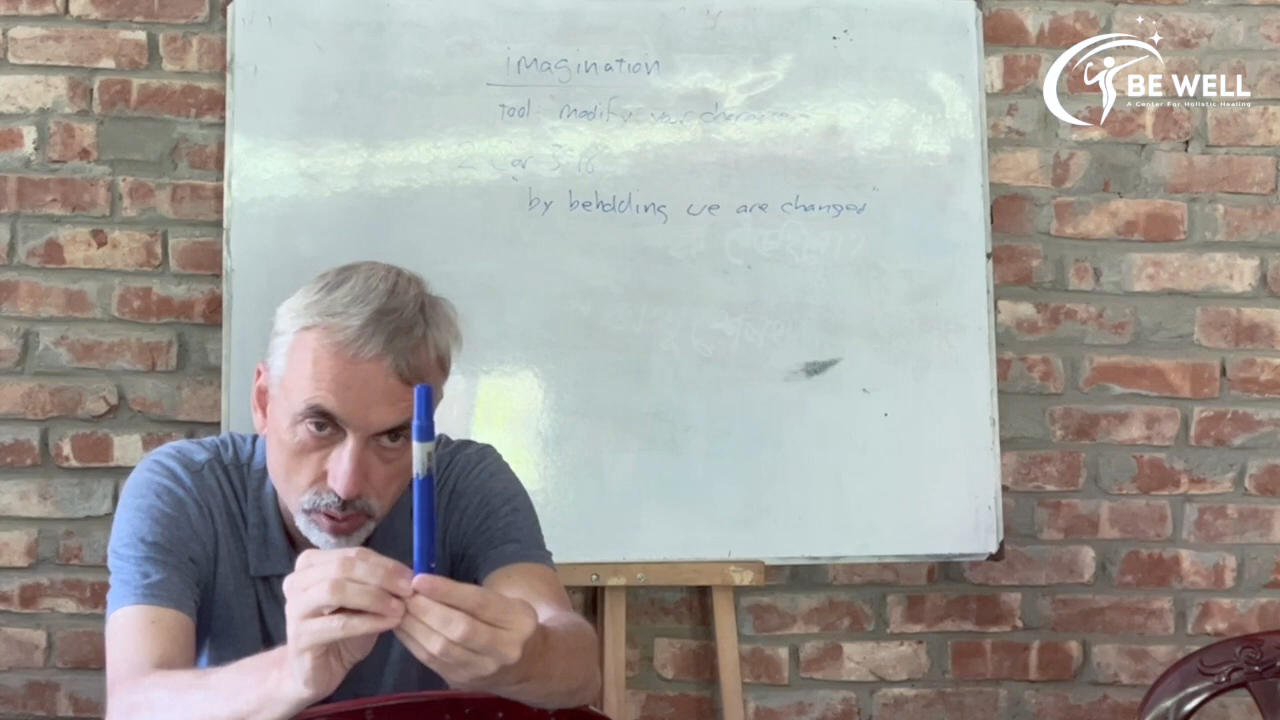 imagination
Tool modify your character
2 Cor 3:18
"by beholding we are changed"
BE WELL
A Center For Holistic Healing